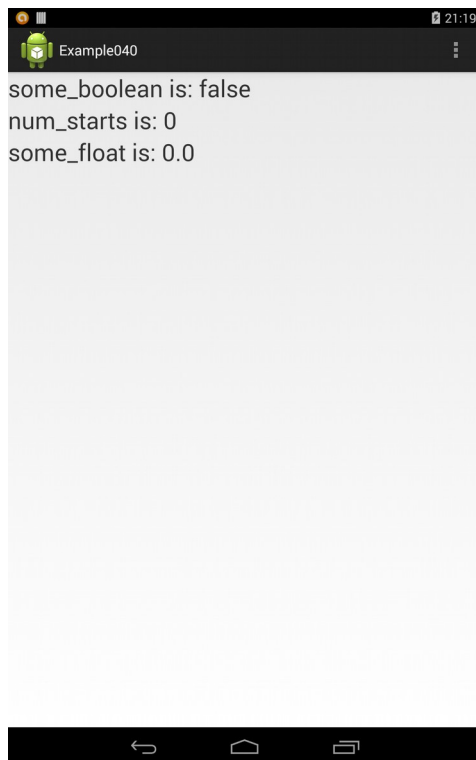 21:19
Example040
some_boolean is: false
num_starts is: 0
some_float is: 0.0